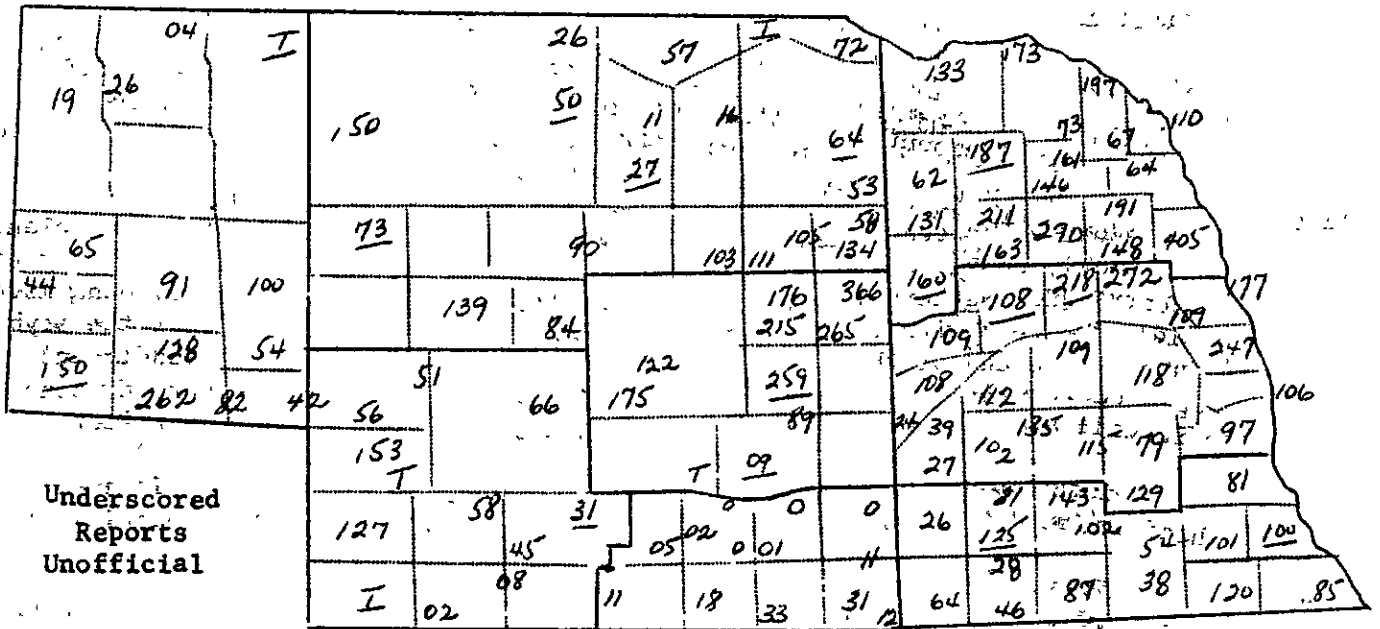 04 I 26 57 I 72 133 173
19 26 50 197 110
150 11 16 64 187 73 67
27 53 62 161 64
146
73 58 131 211 290 191 405
65 90 103 111 105 134 163 148
44 91 100 139 176 366 160 108 218 272 177
84 215 265 109 109
150 128 54 51 122 259 108 112 109 118 247
262 82 42 56 66 175 89 39 135 106
153 T T 09 27 102 115 79 97
Underscored 58 31 0 0 0 26 143 129 81
Reports 127 45 05 02 0 01 125 102 101 100
Unofficial 08 11 28 38
I 02 11 18 33 31 12 64 46 87 120 85